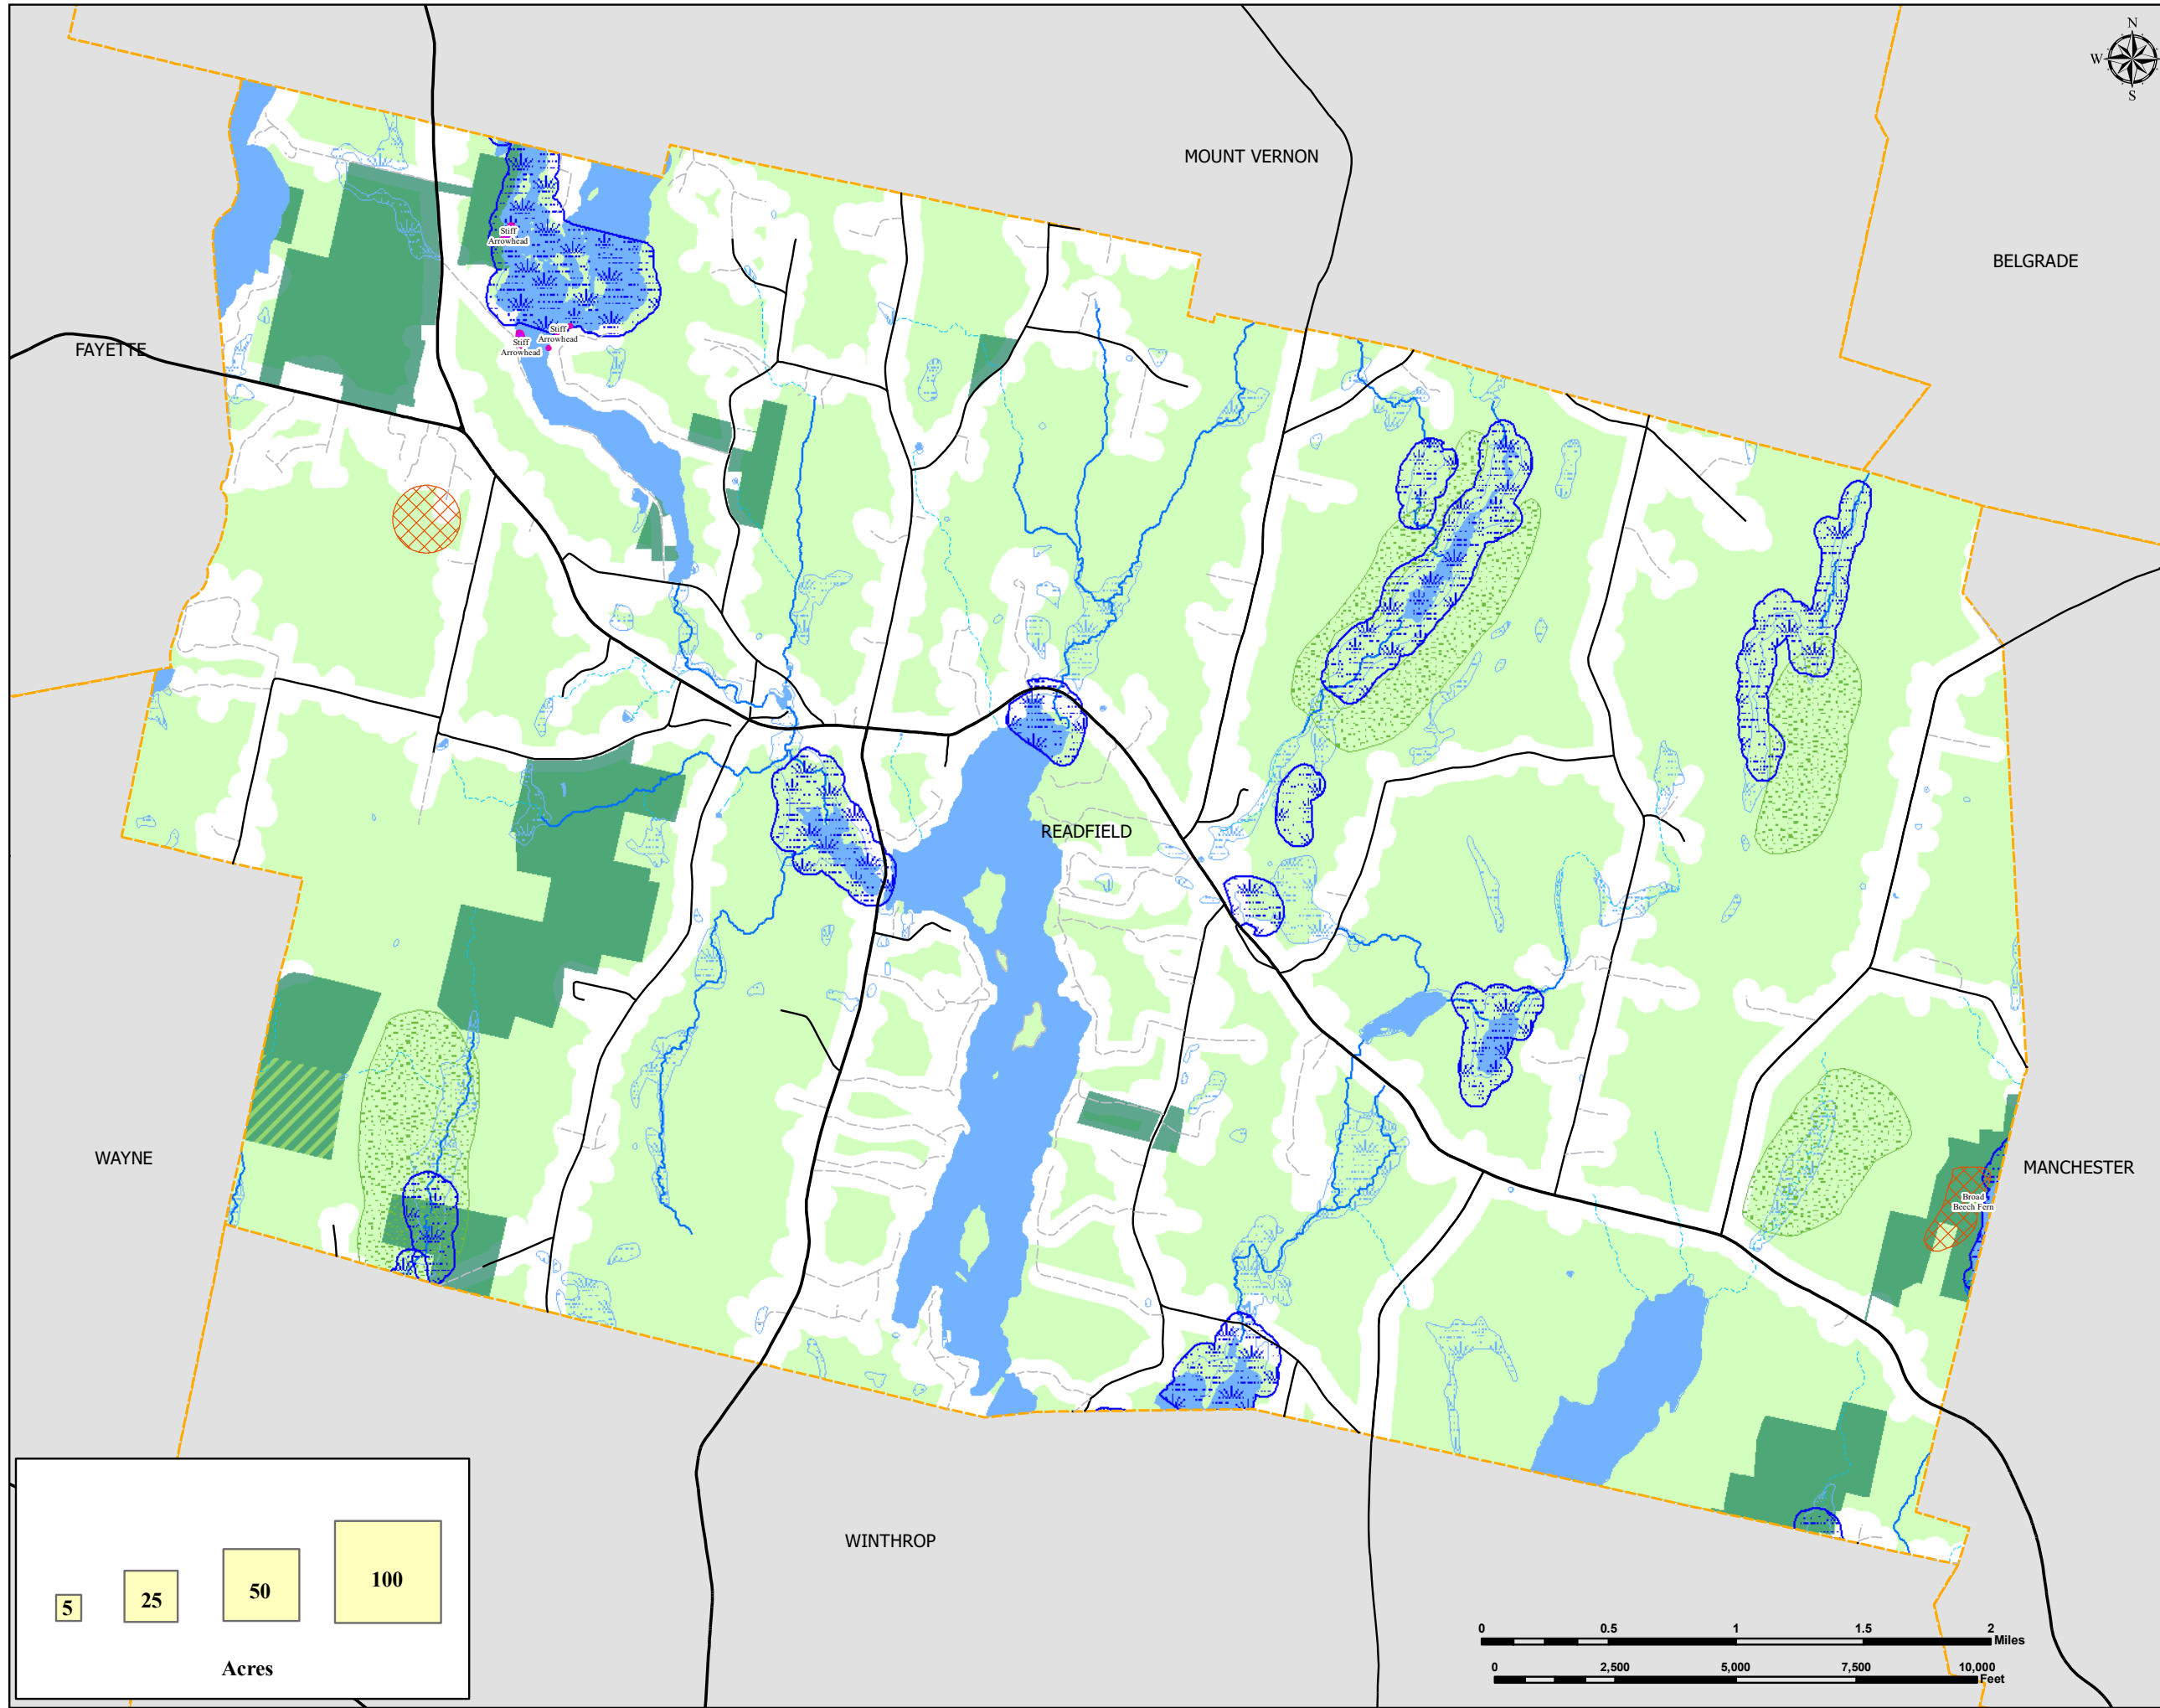 N
W
S
MOUNT VERNON
BELGRADE
Stiff
Arrowhead
Stiff
Arrowhead
Stiff
Arrowhead
FAYETTE
READFIELD
WAYNE
MANCHESTER
Broad
Beech Fern
WINTHROP
5
25
50
100
Acres
0 0.5 1 1.5 2
Miles
0 2,500 5,000 7,500 10,000
Feet